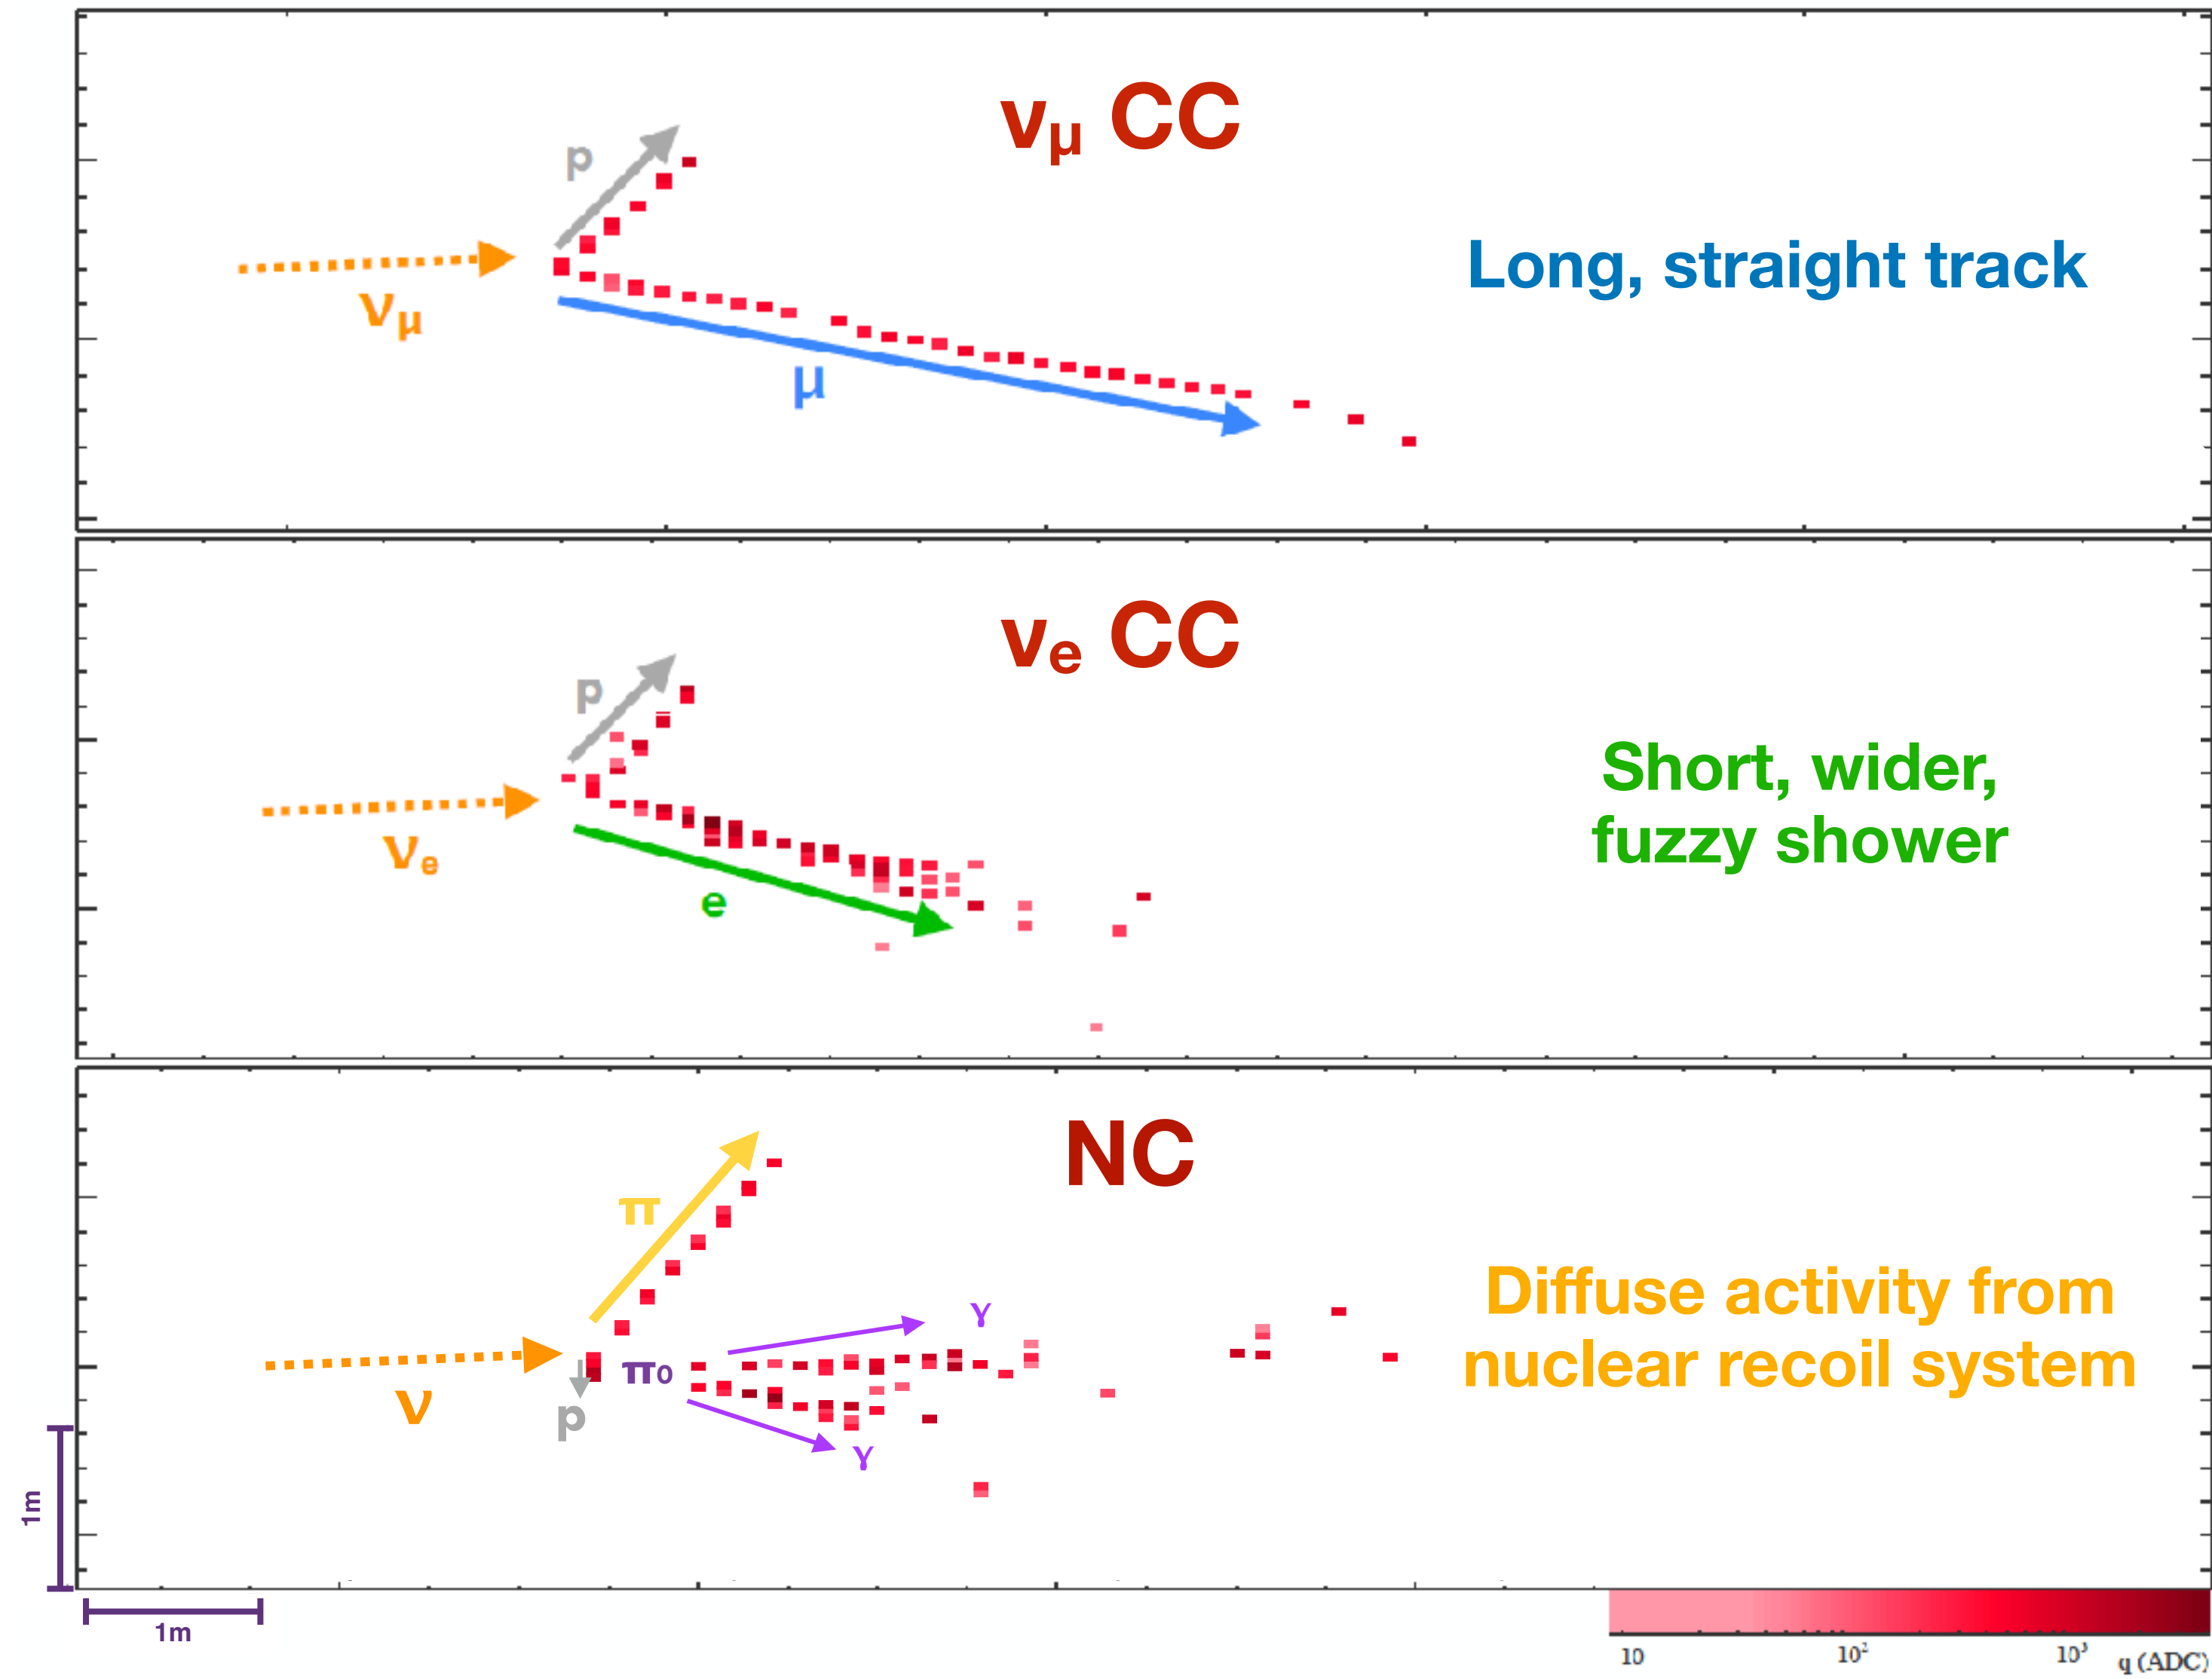 νμ CC
p
νμ
μ
Long, straight track
νe CC
p
νe
e
Short, wider,
fuzzy shower
NC
π
γ
π0
ν
p
γ
Diffuse activity from
nuclear recoil system
1m
1m
10
10²
10³
q (ADC)